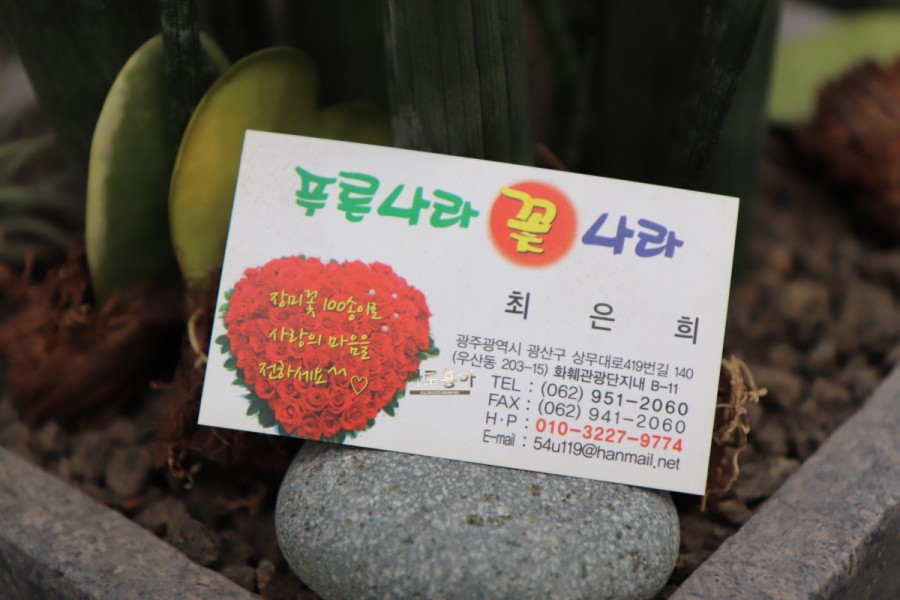 푸른나라 꽃 나라
장미꽃 100송이로
사랑의 마음을
전하세요~♡
최 은 희
광주광역시 광산구 상무대로419번길 140
(우산동 203-15) 화훼관광단지내 B-11
TEL : (062) 951-2060
FAX : (062) 941-2060
H·P : 010-3227-9774
E-mail : 54u119@hanmail.net